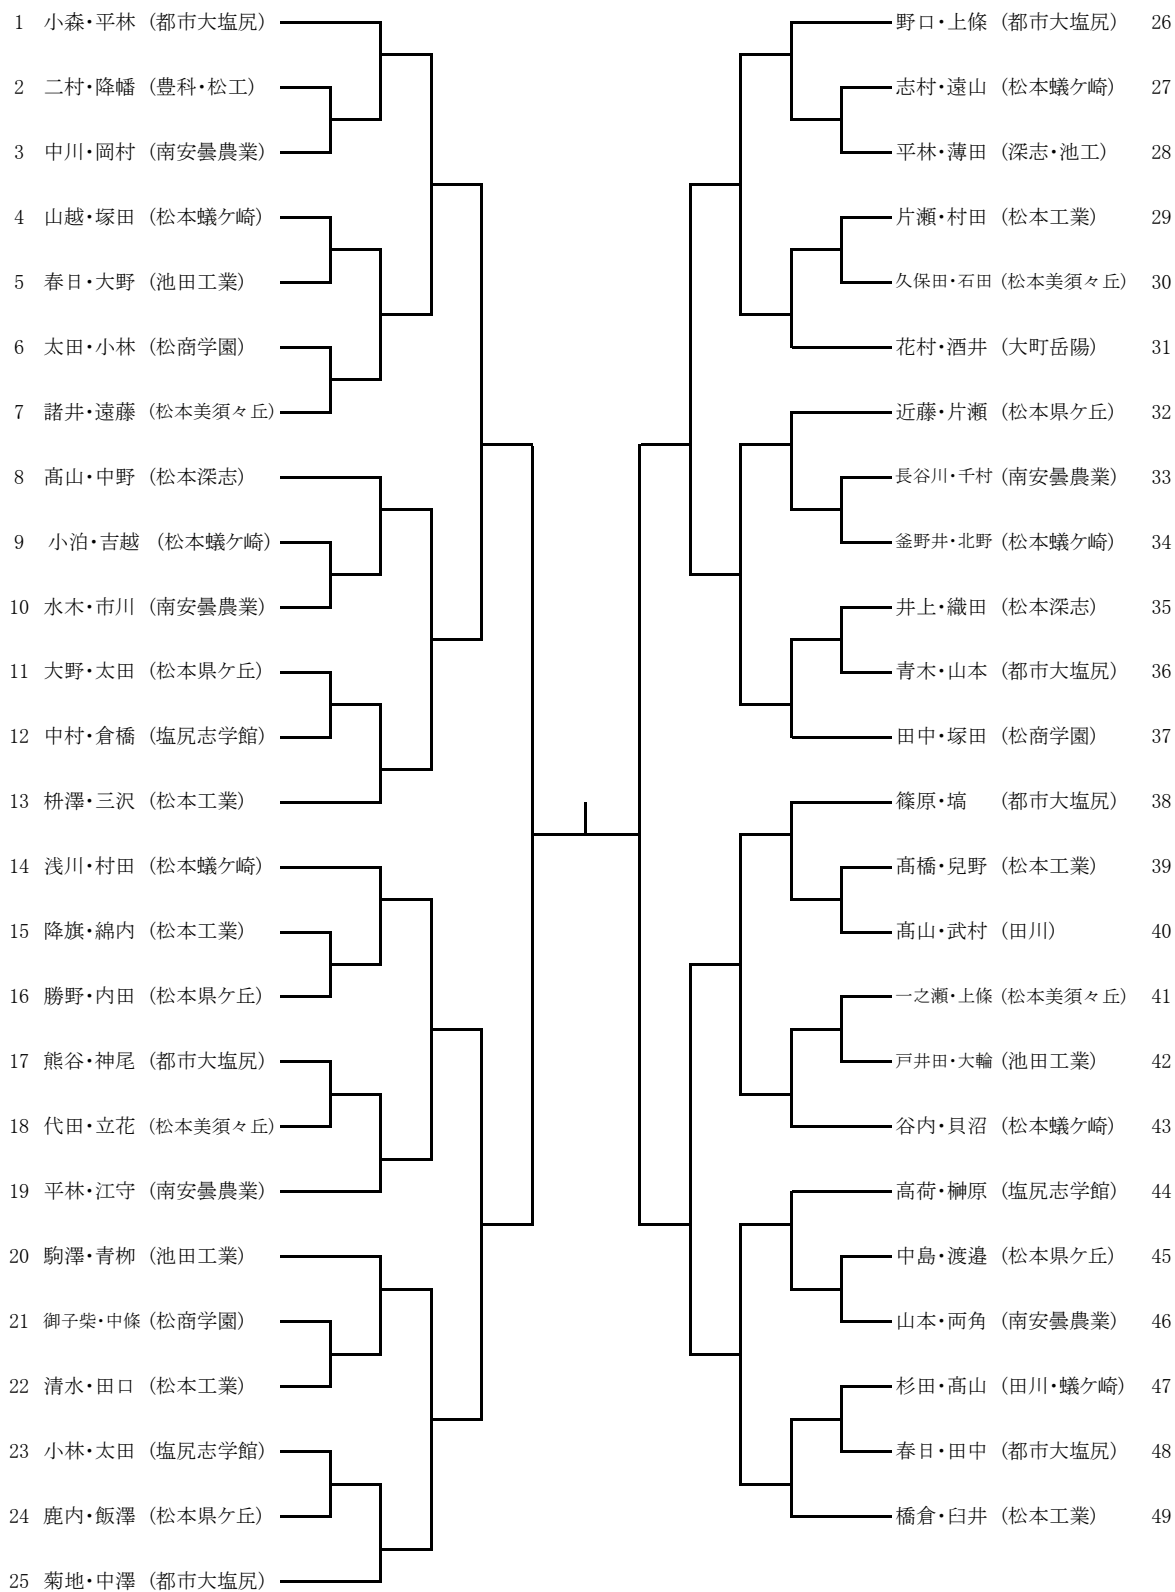 1 小森・平林 (都市大塩尻)
2 二村・降幡 (豊科・松工)
3 中川・岡村 (南安曇農業)
4 山越・塚田 (松本蟻ケ崎)
5 春日・大野 (池田工業)
6 太田・小林 (松商学園)
7 諸井・遠藤 (松本美須々丘)
8 髙山・中野 (松本深志)
9 小泊・吉越 (松本蟻ケ崎)
10 水木・市川 (南安曇農業)
11 大野・太田 (松本県ケ丘)
12 中村・倉橋 (塩尻志学館)
13 枡澤・三沢 (松本工業)
14 浅川・村田 (松本蟻ケ崎)
15 降旗・綿内 (松本工業)
16 勝野・内田 (松本県ケ丘)
17 熊谷・神尾 (都市大塩尻)
18 代田・立花 (松本美須々丘)
19 平林・江守 (南安曇農業)
20 駒澤・青栁 (池田工業)
21 御子柴・中條 (松商学園)
22 清水・田口 (松本工業)
23 小林・太田 (塩尻志学館)
24 鹿内・飯澤 (松本県ケ丘)
25 菊地・中澤 (都市大塩尻)
野口・上條 (都市大塩尻) 26
志村・遠山 (松本蟻ケ崎) 27
平林・薄田 (深志・池工) 28
片瀬・村田 (松本工業) 29
久保田・石田 (松本美須々丘) 30
花村・酒井 (大町岳陽) 31
近藤・片瀬 (松本県ケ丘) 32
長谷川・千村 (南安曇農業) 33
釜野井・北野 (松本蟻ケ崎) 34
井上・織田 (松本深志) 35
青木・山本 (都市大塩尻) 36
田中・塚田 (松商学園) 37
篠原・塙 (都市大塩尻) 38
髙橋・兒野 (松本工業) 39
髙山・武村 (田川) 40
一之瀬・上條 (松本美須々丘) 41
戸井田・大輪 (池田工業) 42
谷内・貝沼 (松本蟻ケ崎) 43
高荷・榊原 (塩尻志学館) 44
中島・渡邉 (松本県ケ丘) 45
山本・両角 (南安曇農業) 46
杉田・髙山 (田川・蟻ケ崎) 47
春日・田中 (都市大塩尻) 48
橋倉・臼井 (松本工業) 49